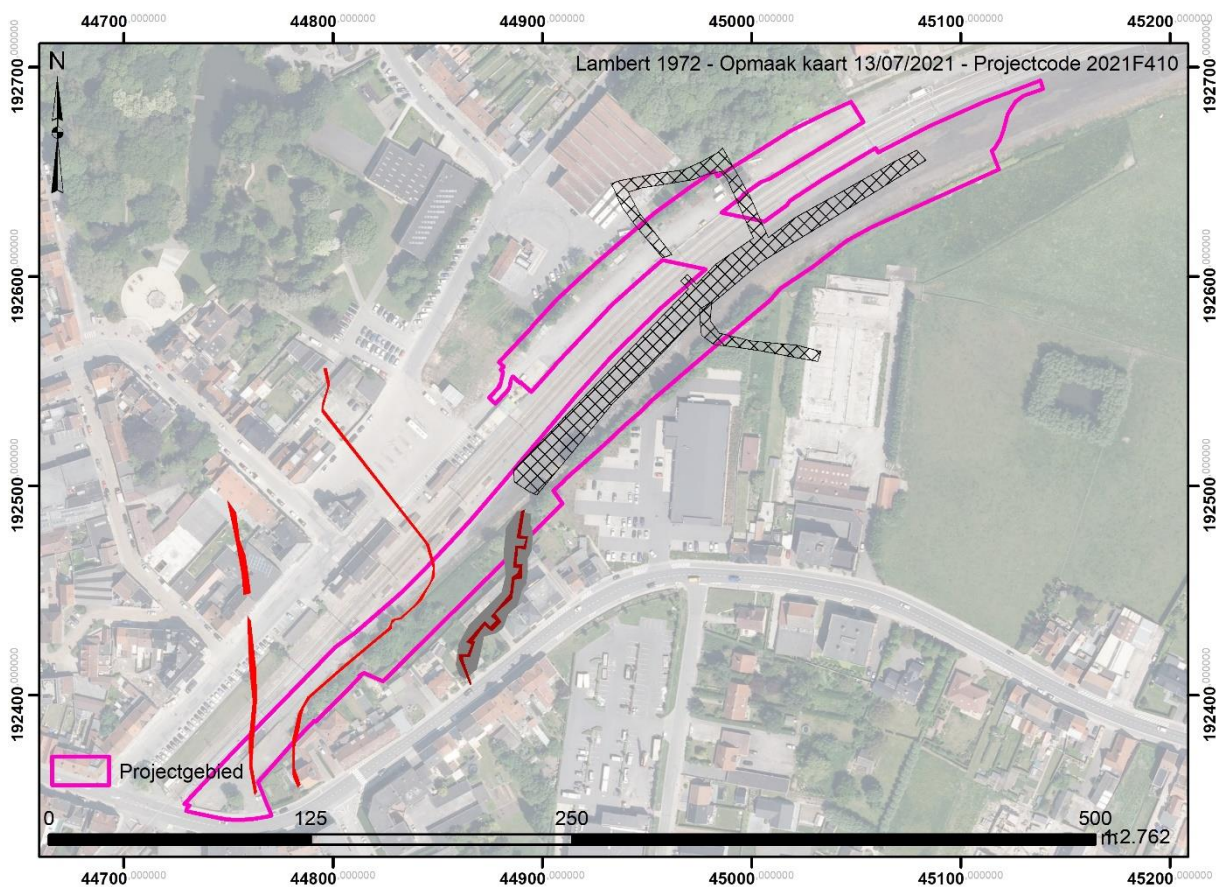 44700,000000 44800,000000 44900,000000 45000,000000 45100,000000 45200,000000
192700,000000 192700,000000
N
Lambert 1972 - Opmaak kaart 13/07/2021 - Projectcode 2021F410
192600,000000 192600,000000
192500,000000 192500,000000
192400,000000 192400,000000
Projectgebied
0 125 250 500
m 2.762
44700,000000 44800,000000 44900,000000 45000,000000 45100,000000 45200,000000